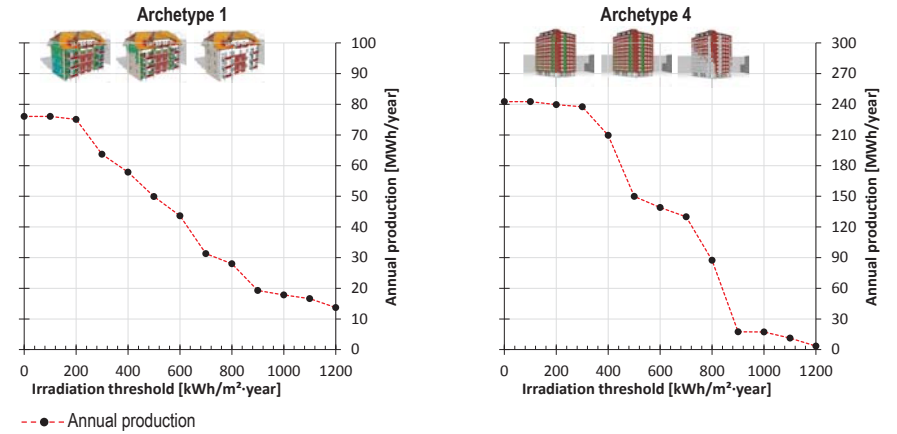 Archetype 1
100
90
80
70
60
50
40
30
20
10
0
Annual production [MWh/year]
0 200 400 600 800 1000 1200
Irradiation threshold [kWh/m²·year]
Archetype 4
300
270
240
210
180
150
120
90
60
30
0
Annual production [MWh/year]
0 200 400 600 800 1000 1200
Irradiation threshold [kWh/m²·year]
Annual production